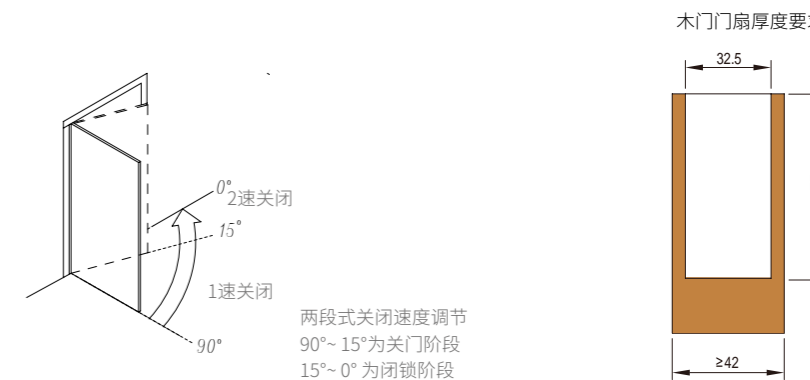 木门门扇厚度要
32.5
0°
2速关闭
15°
1速关闭
90°
两段式关闭速度调节
90°~ 15°为关门阶段
15°~ 0° 为闭锁阶段
≥42